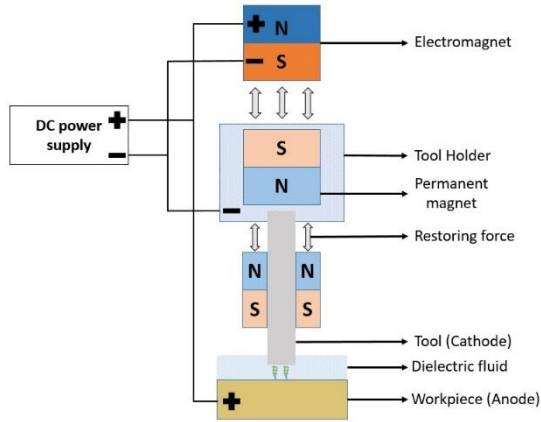 + N
Electromagnet
− S
DC power
supply
+
−
S
Tool Holder
N
Permanent
magnet
−
Restoring force
N N
S S
Tool (Cathode)
Dielectric fluid
+
Workpiece (Anode)